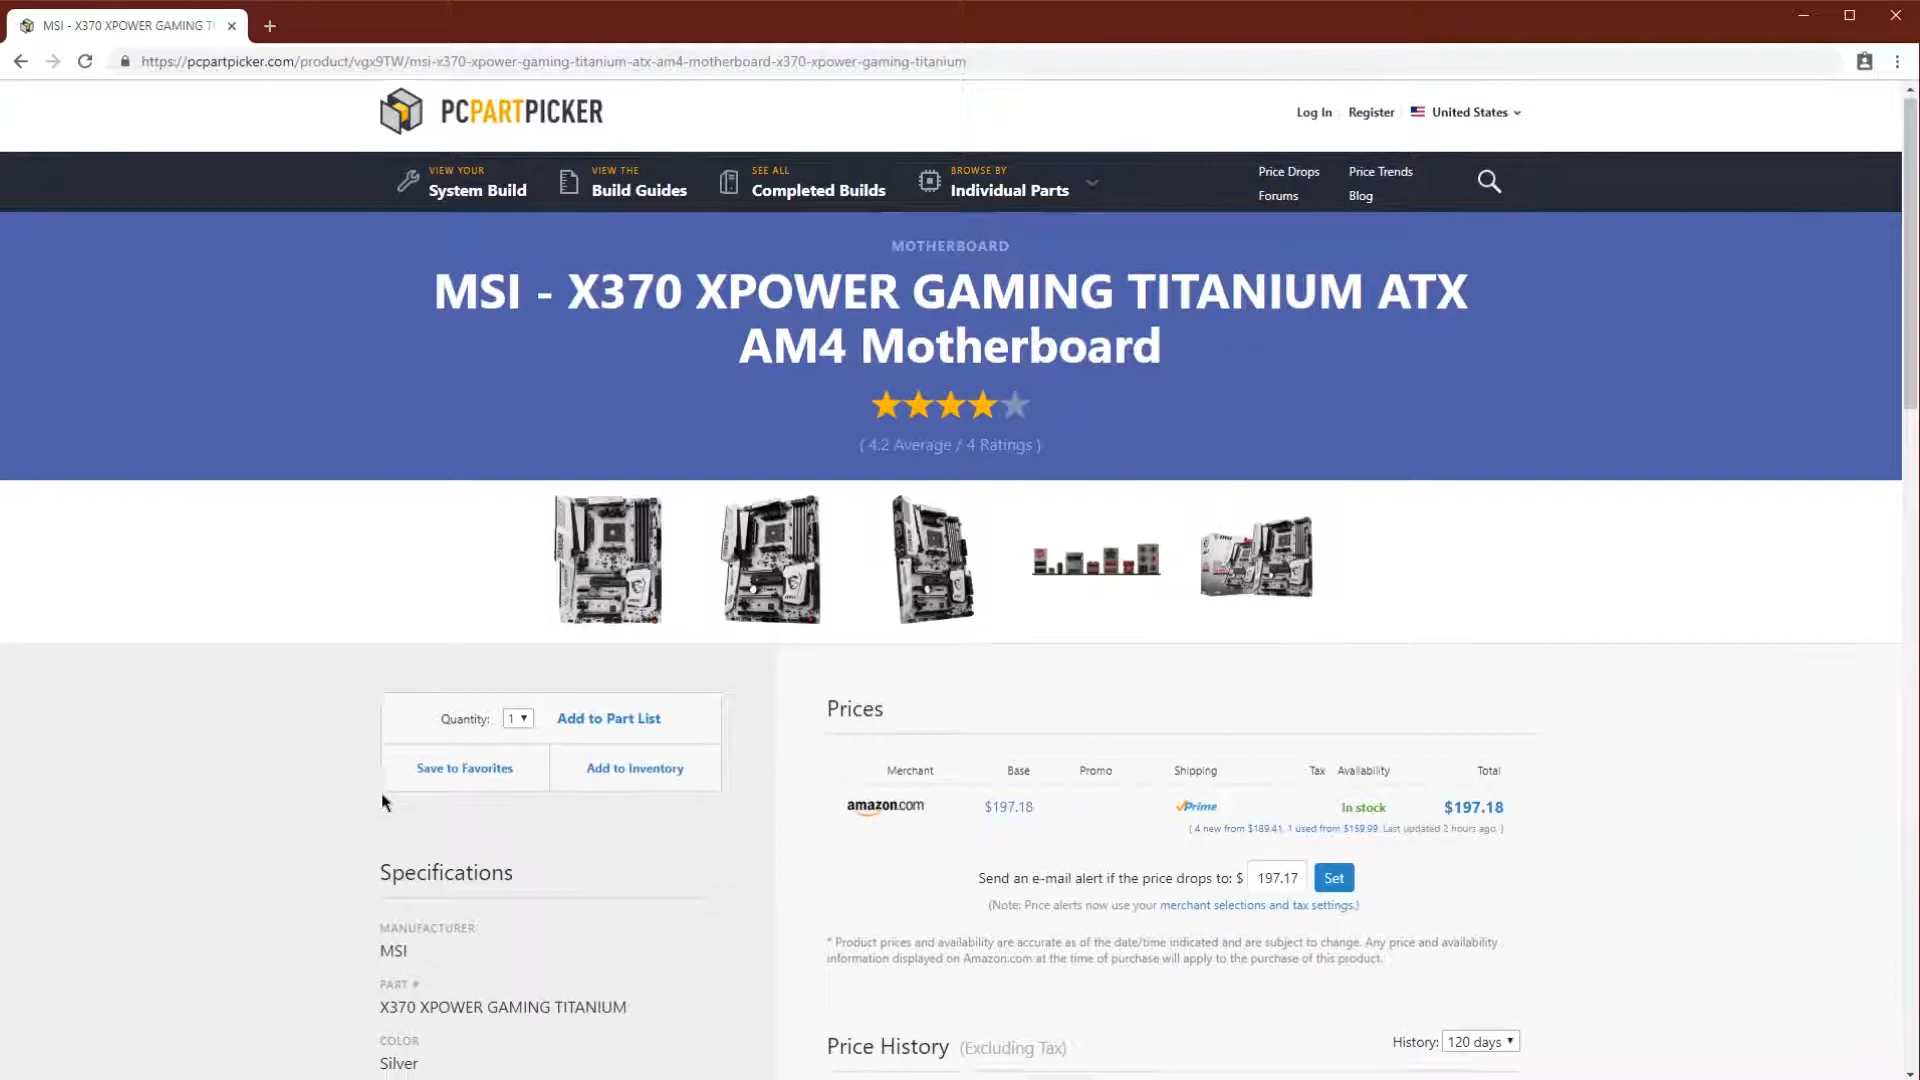 MSI - X370 XPOWER GAMING TI
https://pcpartpicker.com/product/vgx9TW/msi-x370-xpower-gaming-titanium-atx-am4-motherboard-x370-xpower-gaming-titanium
PCPARTPICKER
Log In
Register
United States
VIEW YOUR
System Build
VIEW THE
Build Guides
SEE ALL
Completed Builds
BROWSE BY
Individual Parts
Price Drops
Price Trends
Forums
Blog
MOTHERBOARD
MSI - X370 XPOWER GAMING TITANIUM ATX
AM4 Motherboard
( 4.2 Average / 4 Ratings )
Quantity: 1 Add to Part List
Save to Favorites
Add to Inventory
Specifications
MANUFACTURER
MSI
PART #
X370 XPOWER GAMING TITANIUM
COLOR
Silver
Prices
Merchant Base Promo Shipping Tax Availability Total
amazon.com $197.18 Prime In stock $197.18
( 4 new from $189.41, 1 used from $159.99. Last updated 2 hours ago. )
Send an e-mail alert if the price drops to: $ 197.17 Set
(Note: Price alerts now use your merchant selections and tax settings.)
* Product prices and availability are accurate as of the date/time indicated and are subject to change. Any price and availability
information displayed on Amazon.com at the time of purchase will apply to the purchase of this product.
Price History (Excluding Tax)
History: 120 days